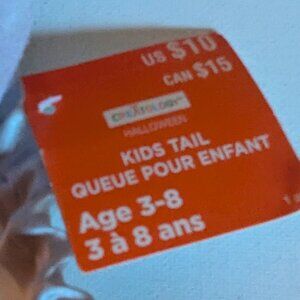 US $10
CAN $15
CREATOLOGY
HALLOWEEN
KIDS TAIL
QUEUE POUR ENFANT
Age 3-8
3 à 8 ans